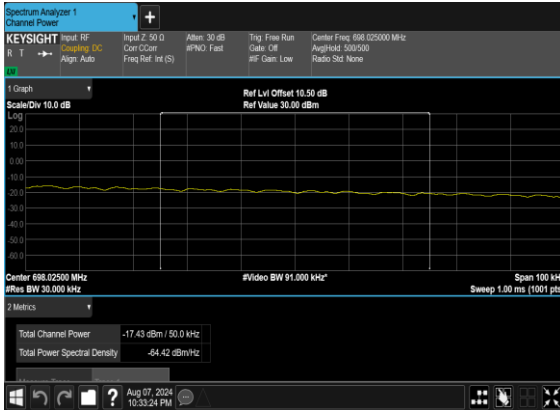 Spectrum Analyzer 1
Channel Power
+
KEYSIGHT
R T
LXI
Input: RF
Coupling: DC
Align: Auto
Input Z: 50 Ω
Corr CCorr
Freq Ref: Int (S)
Atten: 30 dB
#PNO: Fast
Trig: Free Run
Gate: Off
#IF Gain: Low
Center Freq: 698.025000 MHz
Avg|Hold: 500/500
Radio Std: None
1 Graph
Scale/Div 10.0 dB
Ref Lvl Offset 10.50 dB
Ref Value 30.00 dBm
Log
20.0
10.0
0.00
-10.0
-20.0
-30.0
-40.0
-50.0
-60.0
Center 698.02500 MHz
#Video BW 91.000 kHz*
Span 100 kH
#Res BW 30.000 kHz
Sweep 1.00 ms (1001 pts
2 Metrics
Total Channel Power -17.43 dBm / 50.0 kHz
Total Power Spectral Density -64.42 dBm/Hz
?
Aug 07, 2024
10:33:24 PM